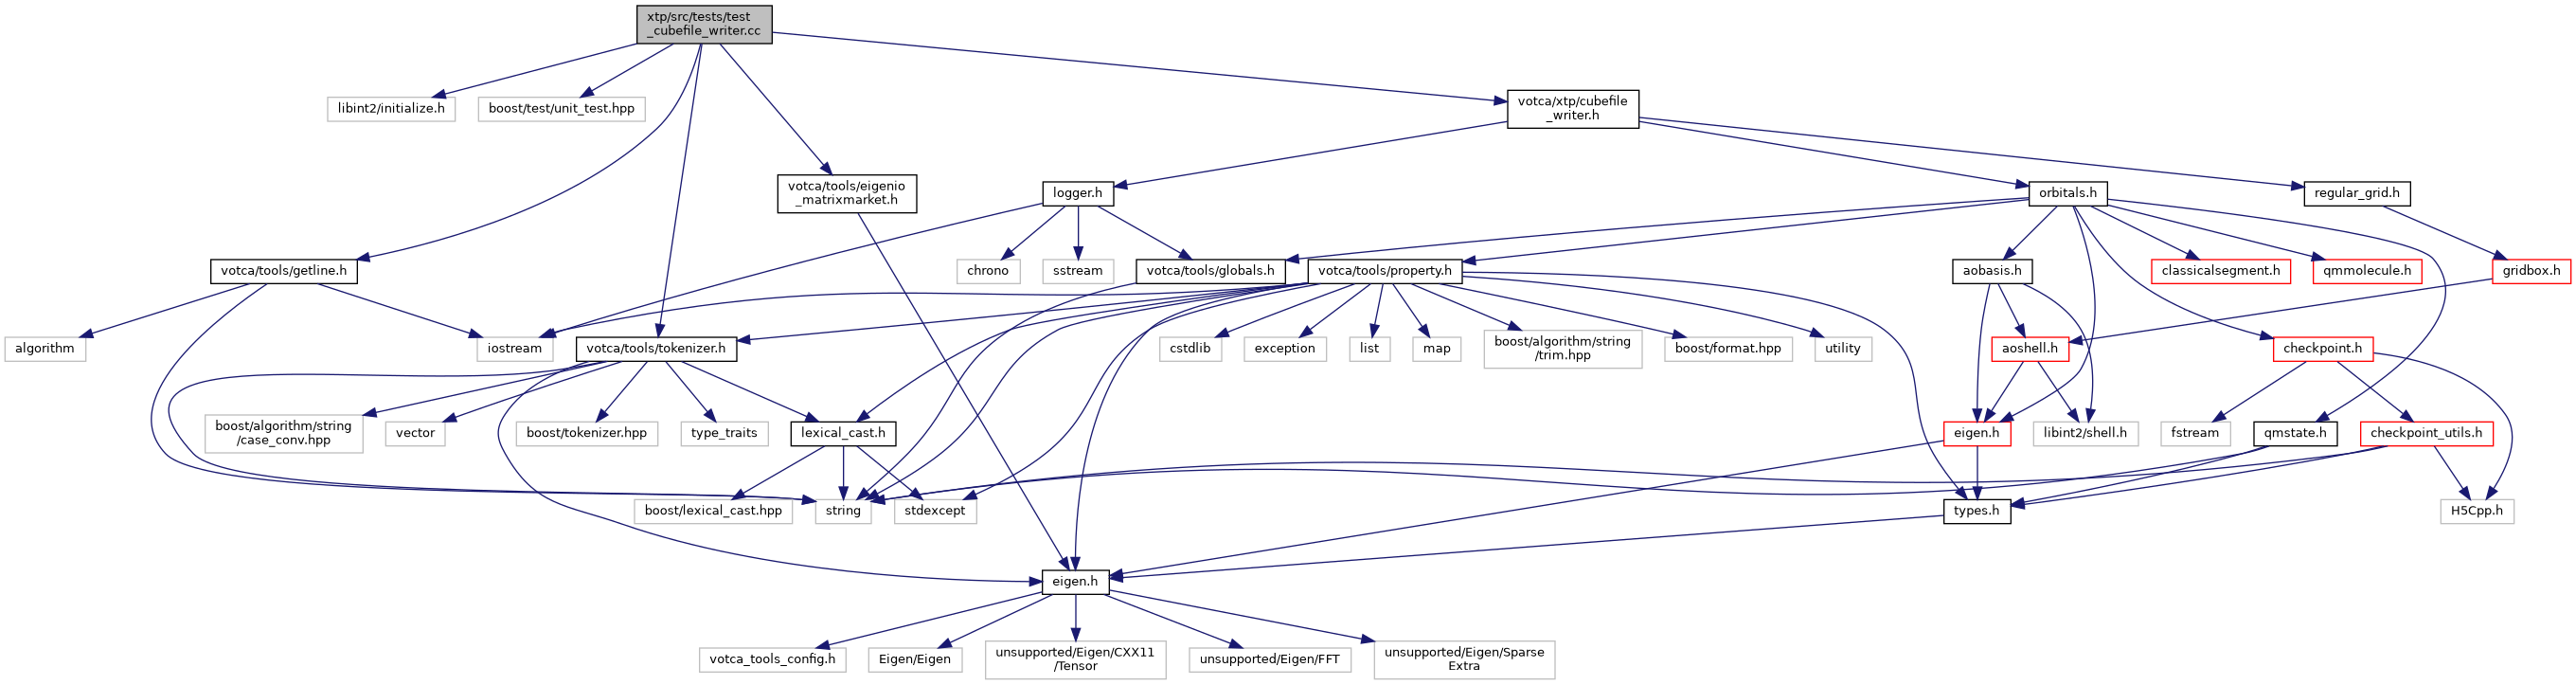 xtp/src/tests/test
_cubefile_writer.cc
libint2/initialize.h
boost/test/unit_test.hpp
votca/xtp/cubefile
_writer.h
votca/tools/eigenio
_matrixmarket.h
logger.h
orbitals.h
regular_grid.h
votca/tools/getline.h
chrono
sstream
votca/tools/globals.h
votca/tools/property.h
aobasis.h
classicalsegment.h
qmmolecule.h
gridbox.h
algorithm
iostream
votca/tools/tokenizer.h
cstdlib
exception
list
map
boost/algorithm/string
/trim.hpp
boost/format.hpp
utility
aoshell.h
checkpoint.h
boost/algorithm/string
/case_conv.hpp
vector
boost/tokenizer.hpp
type_traits
lexical_cast.h
eigen.h
libint2/shell.h
fstream
qmstate.h
checkpoint_utils.h
boost/lexical_cast.hpp
string
stdexcept
types.h
H5Cpp.h
eigen.h
votca_tools_config.h
Eigen/Eigen
unsupported/Eigen/CXX11
/Tensor
unsupported/Eigen/FFT
unsupported/Eigen/Sparse
Extra